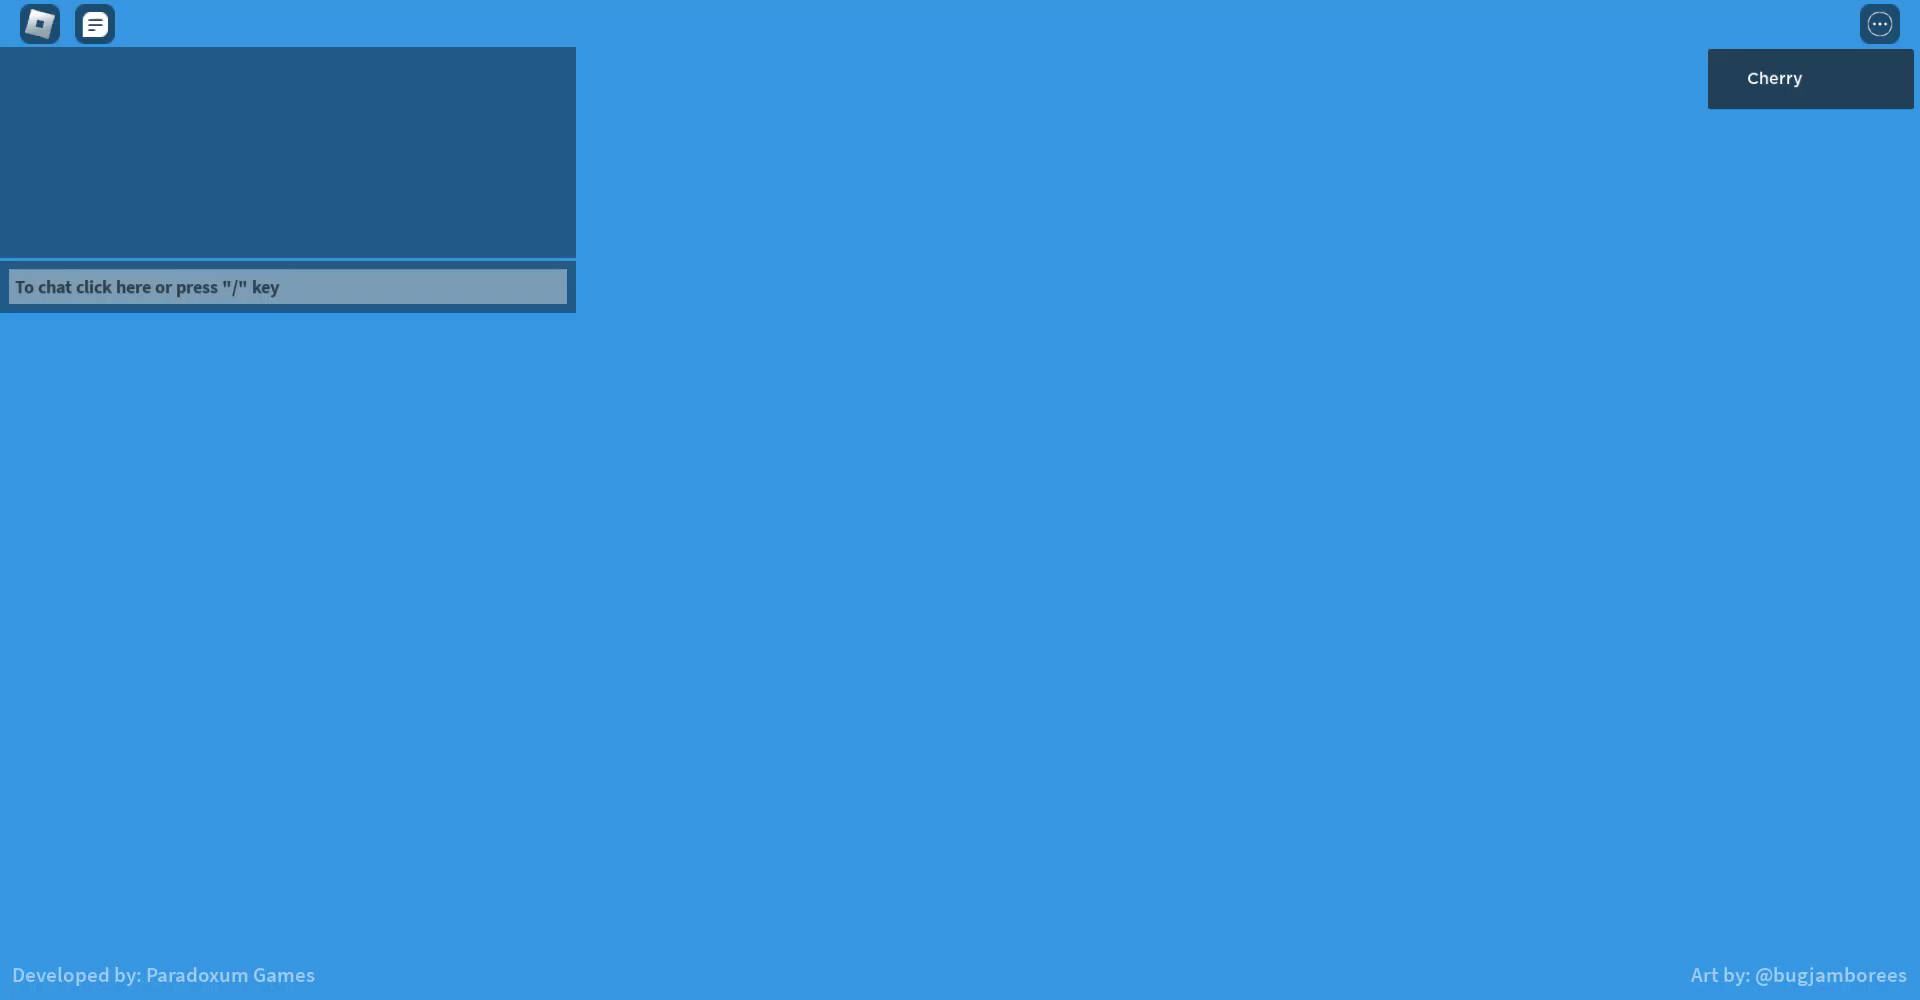 Cherry
To chat click here or press "/" key
Developed by: Paradoxum Games
Art by: @bugjamborees